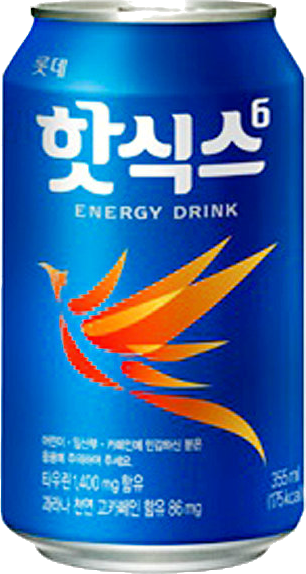 롯데
핫식스⁶
ENERGY DRINK
어린이 · 임산부 · 카페인에 민감하신 분은
음용에 주의하여 주세요.
타우린 1,400 mg 함유
과라나 천연 고카페인 함유 86 mg
355 ml
(175 kcal)